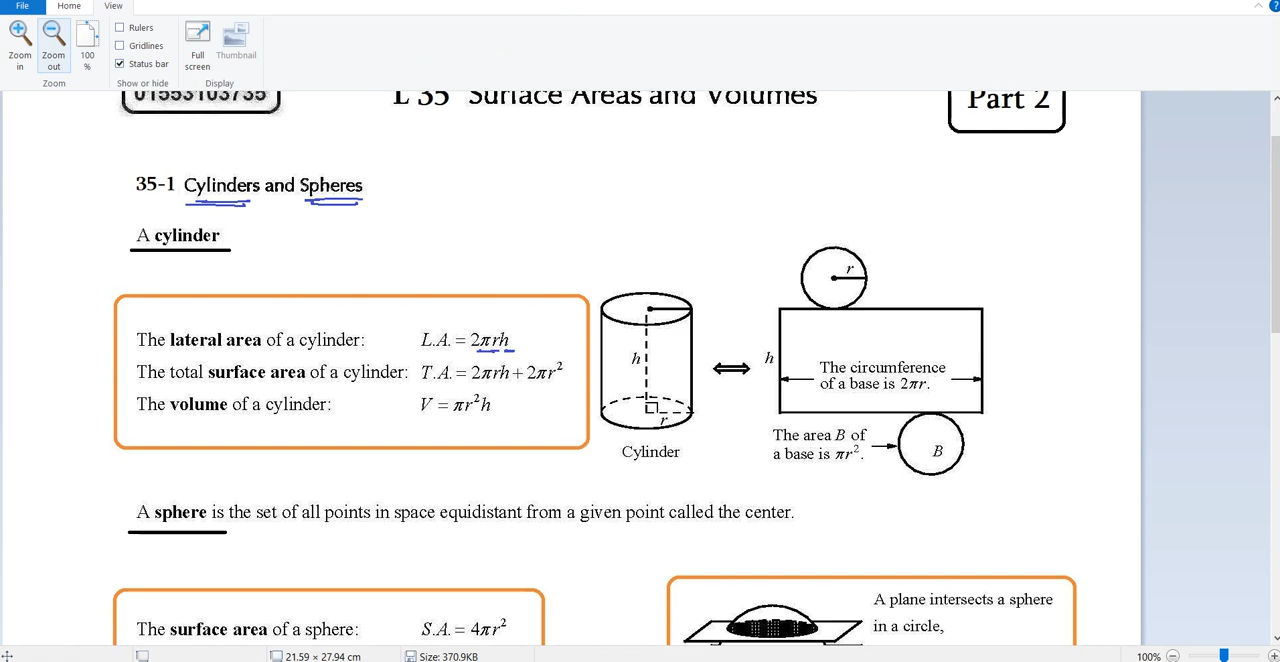 File
Home
View
?
Zoom in
Zoom out
100 %
Rulers
Gridlines
Status bar
Full screen
Thumbnail
Zoom
Show or hide
Display
01553103735
L 35 Surface Areas and Volumes
Part 2
35-1 Cylinders and Spheres
A cylinder
The lateral area of a cylinder: L.A. = 2πrh
The total surface area of a cylinder: T.A. = 2πrh + 2πr²
The volume of a cylinder: V = πr²h
h
r
Cylinder
r
h
The circumference
of a base is 2πr.
The area B of
a base is πr².
B
A sphere is the set of all points in space equidistant from a given point called the center.
The surface area of a sphere: S.A. = 4πr²
A plane intersects a sphere
in a circle,
21.59 × 27.94 cm
Size: 370.9KB
100%